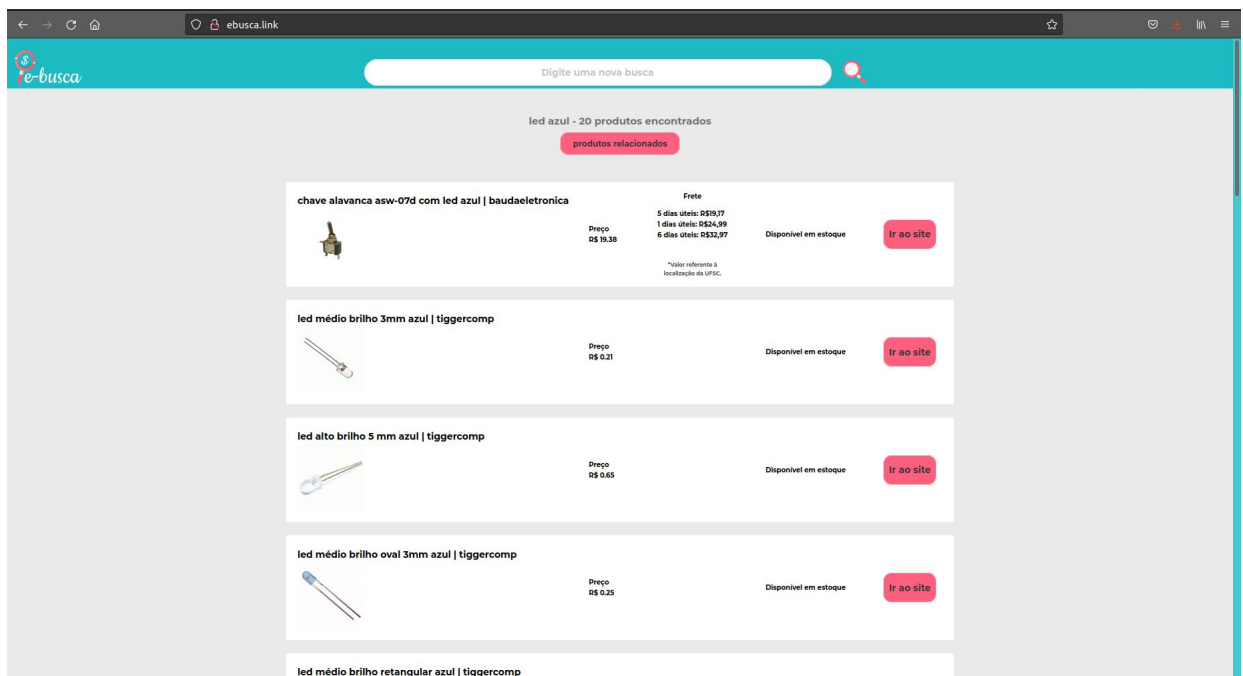 ebusca.link
$
e-busca
Digite uma nova busca
led azul - 20 produtos encontrados
produtos relacionados
chave alavanca asw-07d com led azul | baudaeletronica
Preço
R$ 19.38
Frete
5 dias úteis: R$19,17
1 dias úteis: R$24,99
6 dias úteis: R$32,97
*Valor referente à
localização da UFSC.
Disponível em estoque
Ir ao site
led médio brilho 3mm azul | tiggercomp
Preço
R$ 0.21
Disponível em estoque
Ir ao site
led alto brilho 5 mm azul | tiggercomp
Preço
R$ 0.65
Disponível em estoque
Ir ao site
led médio brilho oval 3mm azul | tiggercomp
Preço
R$ 0.25
Disponível em estoque
Ir ao site
led médio brilho retangular azul | tiggercomp